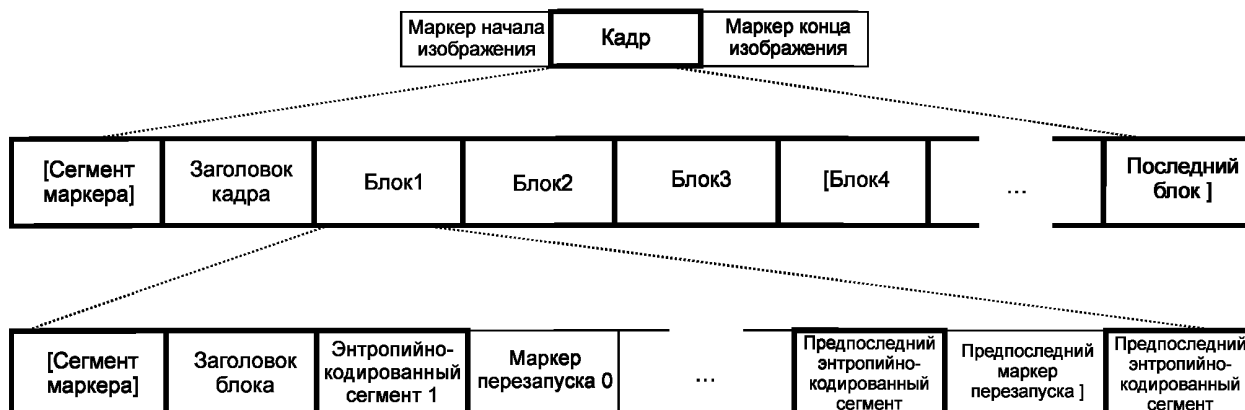 Маркер начала
изображения
Кадр
Маркер конца
изображения
[Сегмент
маркера]
Заголовок
кадра
Блок1
Блок2
Блок3
[Блок4
...
Последний
блок ]
[Сегмент
маркера]
Заголовок
блока
Энтропийно-
кодированный
сегмент 1
Маркер
перезапуска 0
...
Предпоследний
энтропийно-
кодированный
сегмент
Предпоследний
маркер
перезапуска ]
Предпоследний
энтропийно-
кодированный
сегмент